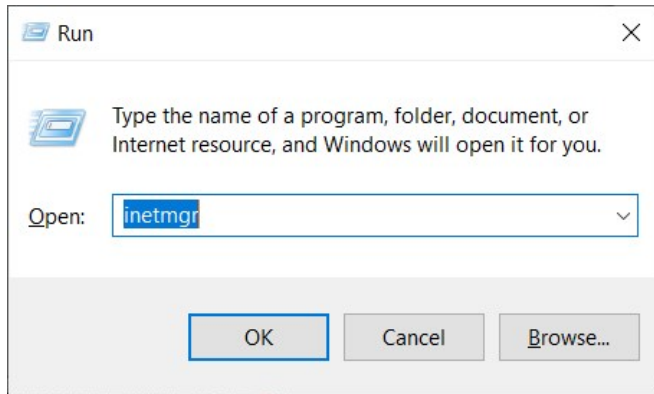 Run
Type the name of a program, folder, document, or
Internet resource, and Windows will open it for you.
Open: inetmgr
OK Cancel Browse...